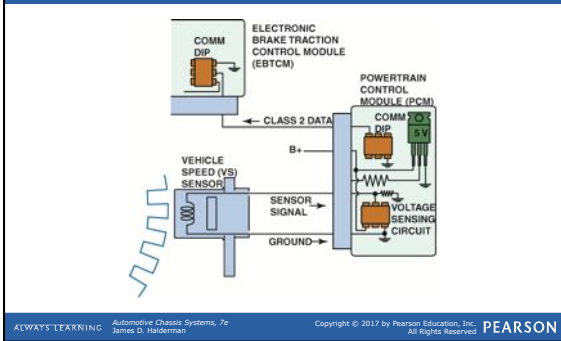 ELECTRONIC
BRAKE TRACTION
CONTROL MODULE
(EBTCM)
COMM
DIP
POWERTRAIN
CONTROL
MODULE (PCM)
COMM
DIP
5 V
CLASS 2 DATA
B+
VEHICLE
SPEED (VS)
SENSOR
SENSOR
SIGNAL
VOLTAGE
SENSING
CIRCUIT
GROUND
ALWAYS LEARNING
Automotive Chassis Systems, 7e
James D. Halderman
Copyright © 2017 by Pearson Education, Inc.
All Rights Reserved
PEARSON